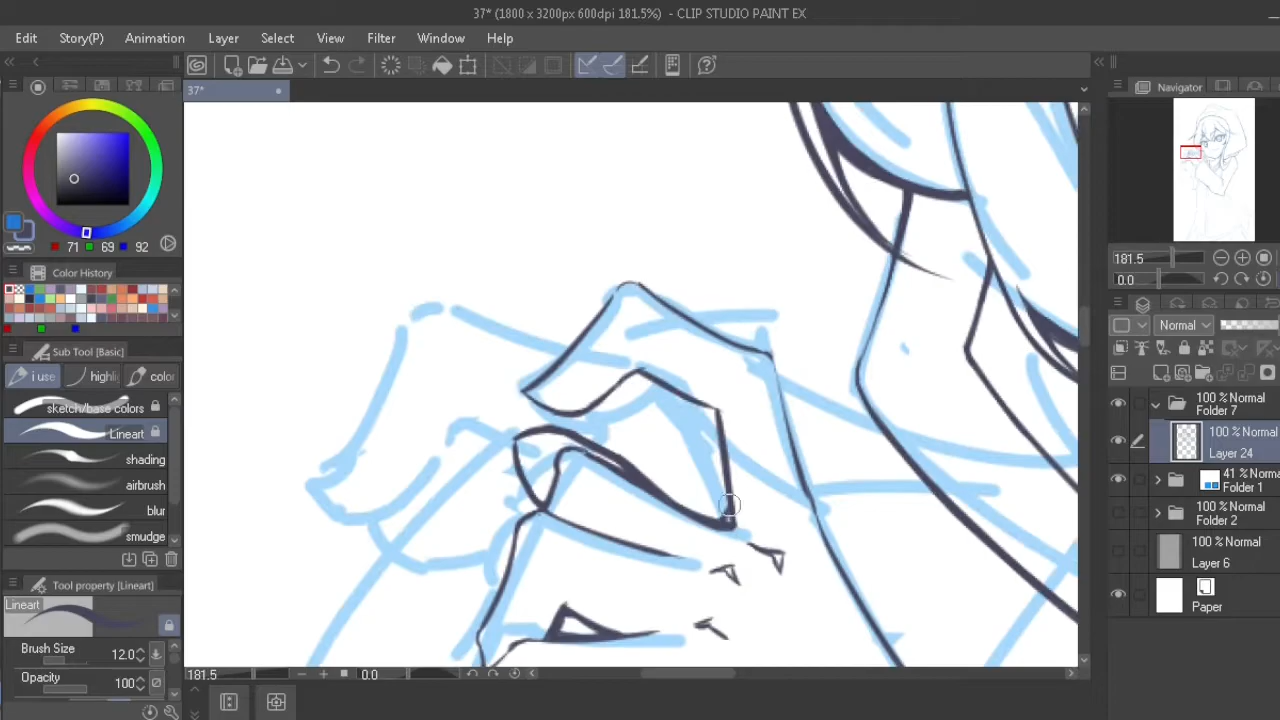 37* (1800 x 3200px 600dpi 181.5%) - CLIP STUDIO PAINT EX
Edit Story(P) Animation Layer Select View Filter Window Help
37*
Navigator
71 69 92
181.5
0.0
Color History
Normal
Sub Tool [Basic]
i use highli color
sketch/base colors
Lineart
shading
airbrush
blur
smudge
100 % Normal
Folder 7
100 % Normal
Layer 24
41 % Norma
Folder 1
100 % Normal
Folder 2
100 % Normal
Layer 6
Paper
Tool property [Lineart]
Lineart
Brush Size 12.0
Opacity 100
181.5 0.0